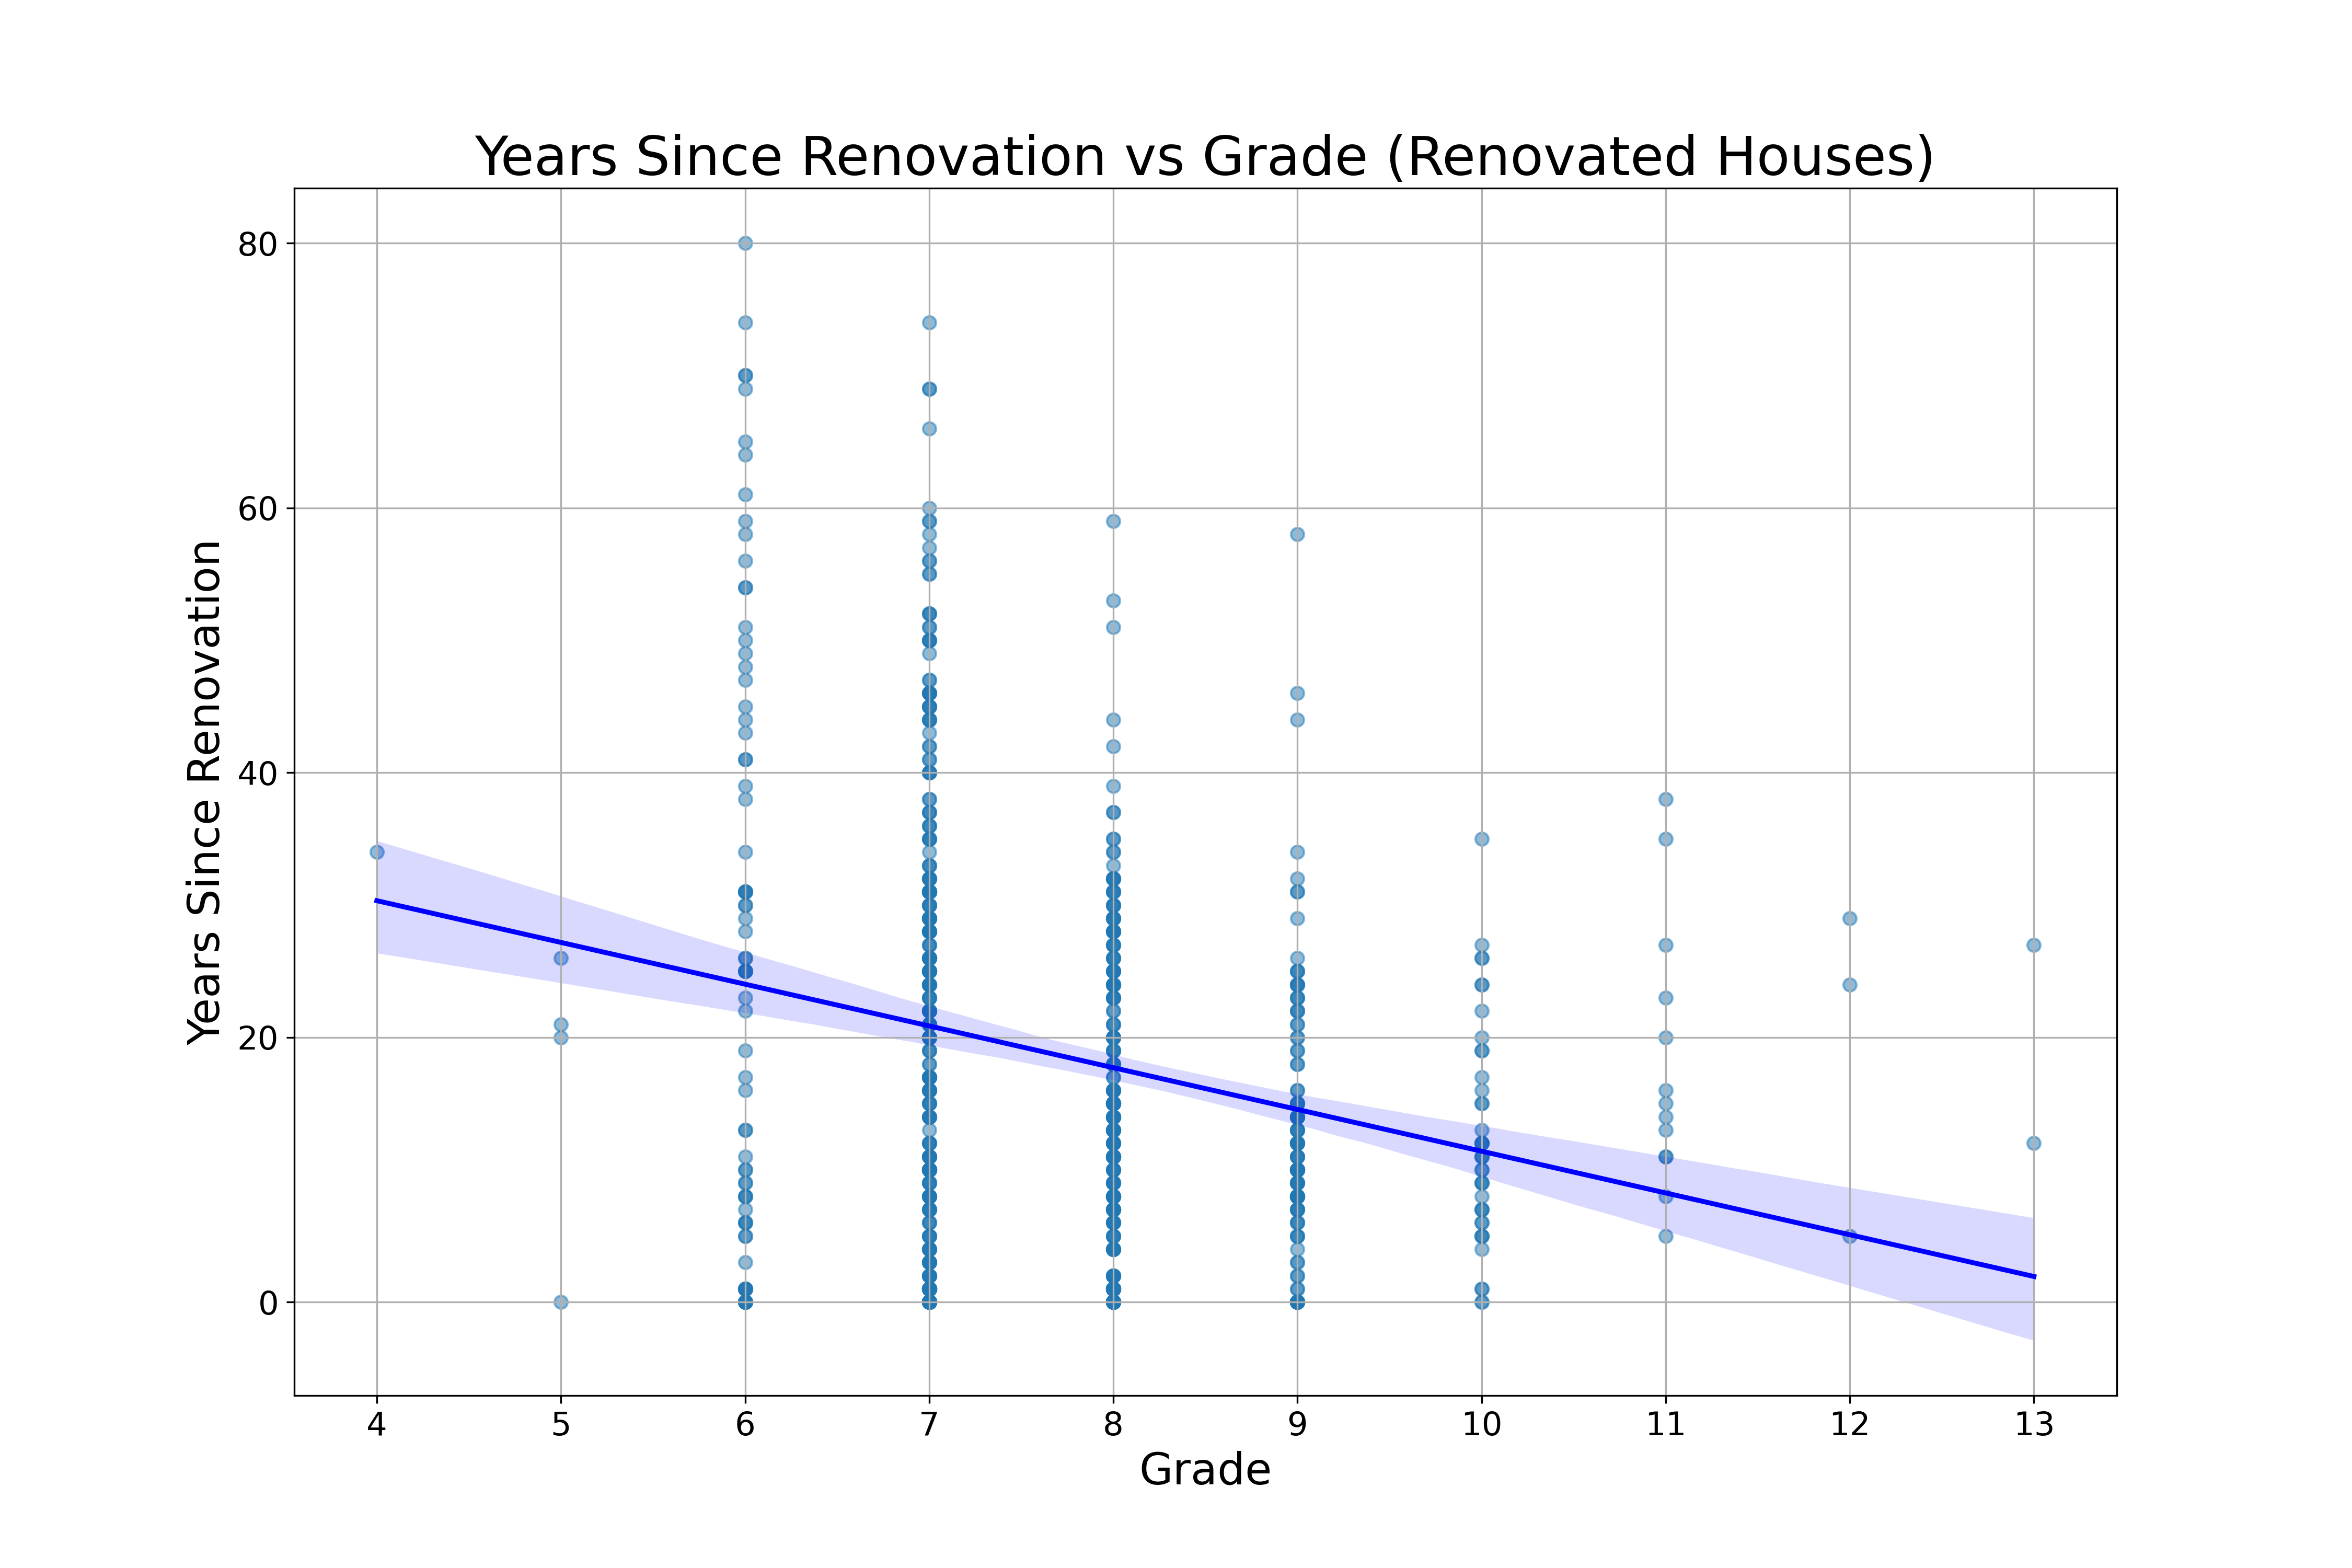 Years Since Renovation vs Grade (Renovated Houses)
Years Since Renovation
80
60
40
20
0
4 5 6 7 8 9 10 11 12 13
Grade